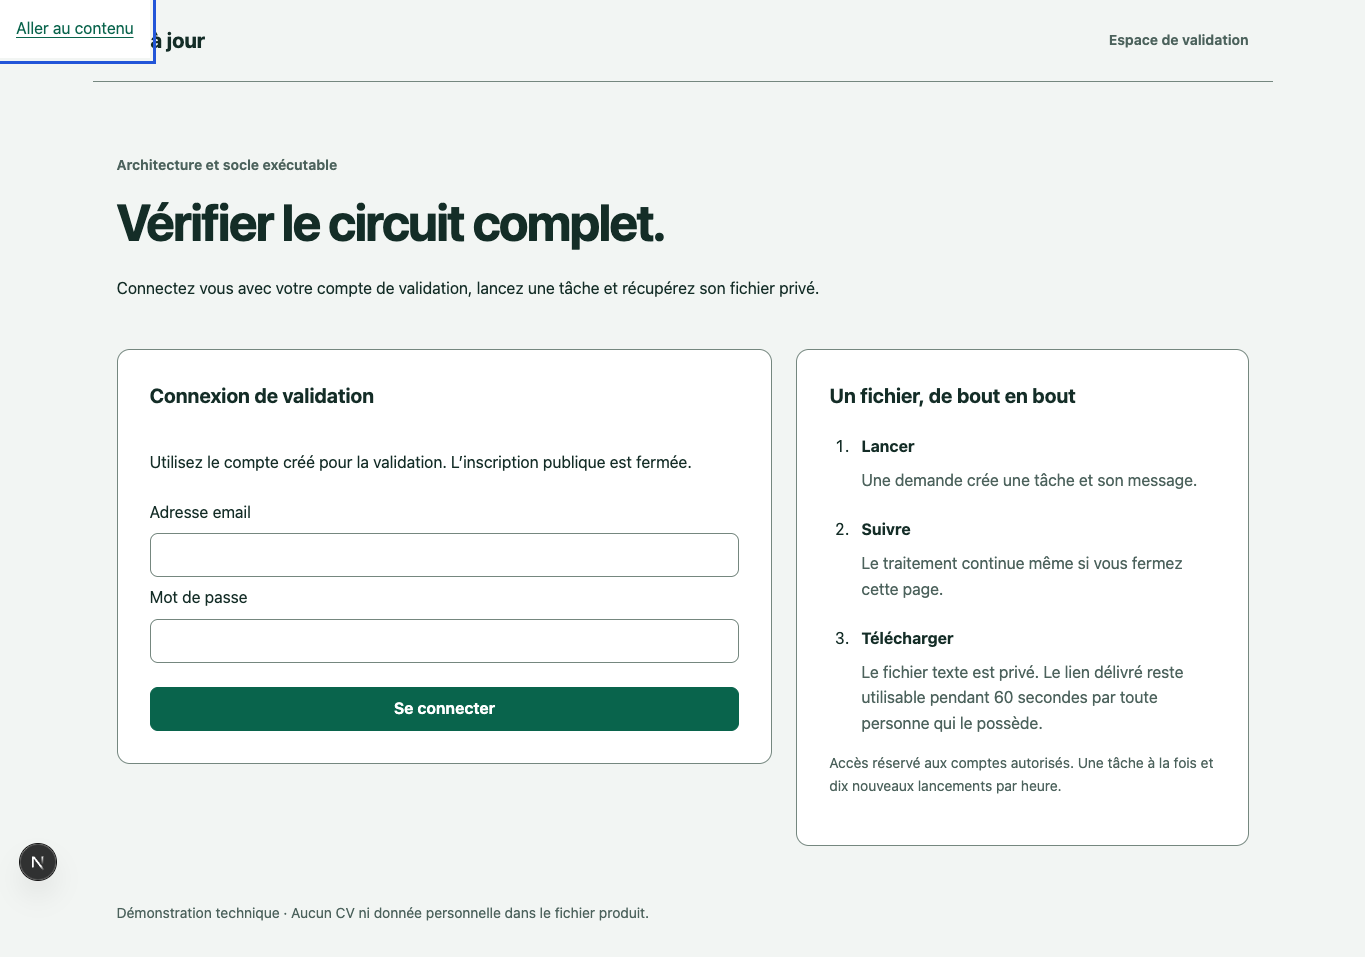 Aller au contenu
à jour
Espace de validation
Architecture et socle exécutable
Vérifier le circuit complet.
Connectez vous avec votre compte de validation, lancez une tâche et récupérez son fichier privé.
Connexion de validation
Utilisez le compte créé pour la validation. L’inscription publique est fermée.
Adresse email
Mot de passe
Se connecter
Un fichier, de bout en bout
1. Lancer
Une demande crée une tâche et son message.
2. Suivre
Le traitement continue même si vous fermez
cette page.
3. Télécharger
Le fichier texte est privé. Le lien délivré reste
utilisable pendant 60 secondes par toute
personne qui le possède.
Accès réservé aux comptes autorisés. Une tâche à la fois et
dix nouveaux lancements par heure.
N
Démonstration technique · Aucun CV ni donnée personnelle dans le fichier produit.